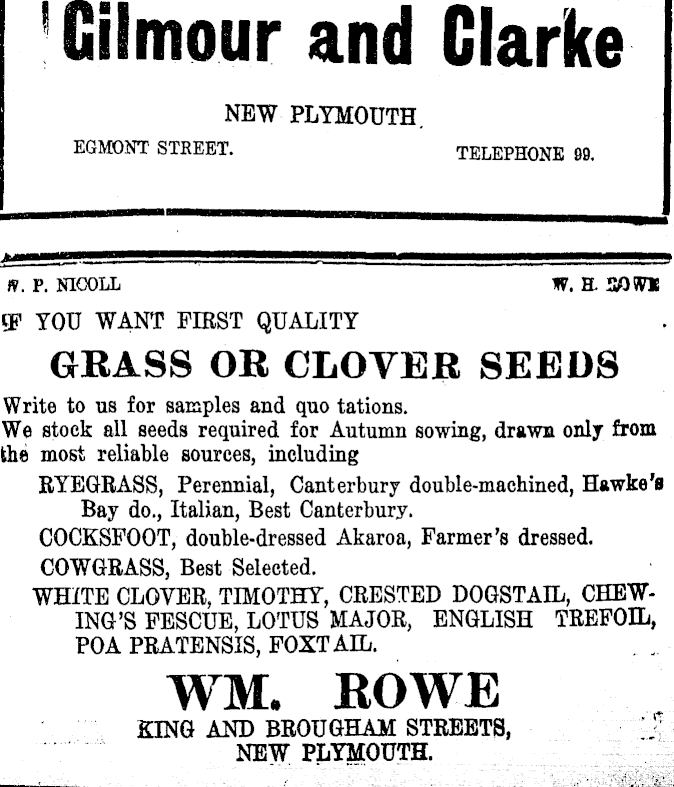 Gilmour and Clarke
NEW PLYMOUTH.
EGMONT STREET. TELEPHONE 99.
W. P. NICOLL W. H. ROWE
IF YOU WANT FIRST QUALITY
GRASS OR CLOVER SEEDS
Write to us for samples and quo tations.
We stock all seeds required for Autumn sowing, drawn only from
the most reliable sources, including
RYEGRASS, Perennial, Canterbury double-machined, Hawke's
Bay do., Italian, Best Canterbury.
COCKSFOOT, double-dressed Akaroa, Farmer's dressed.
COWGRASS, Best Selected.
WHITE CLOVER, TIMOTHY, CRESTED DOGSTAIL, CHEW-
ING'S FESCUE, LOTUS MAJOR, ENGLISH TREFOIL,
POA PRATENSIS, FOXTAIL.
WM. ROWE
KING AND BROUGHAM STREETS,
NEW PLYMOUTH.